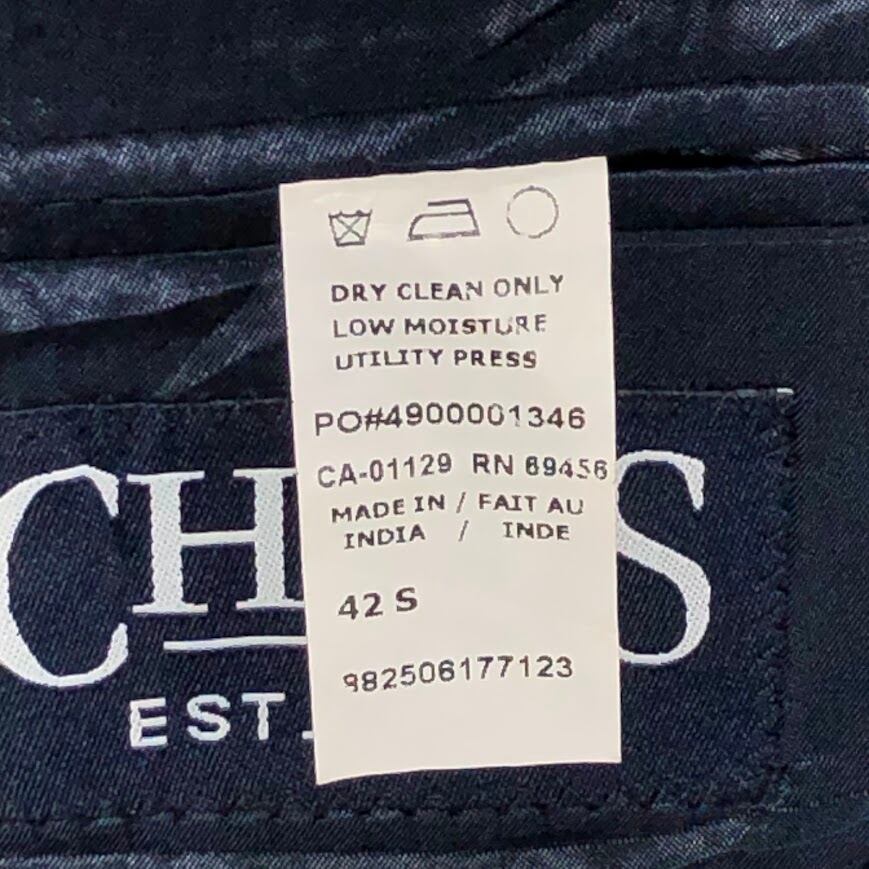 DRY CLEAN ONLY
LOW MOISTURE
UTILITY PRESS
PO#4900001346
CA-01129 RN 69456
MADE IN / FAIT AU
INDIA / INDE
42 S
982506177123
EST.